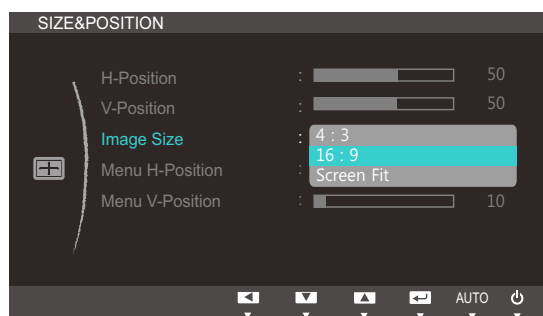 SIZE&POSITION
H-Position : 50
V-Position : 50
Image Size : 4 : 3
16 : 9
Screen Fit
Menu H-Position :
Menu V-Position : 10
AUTO